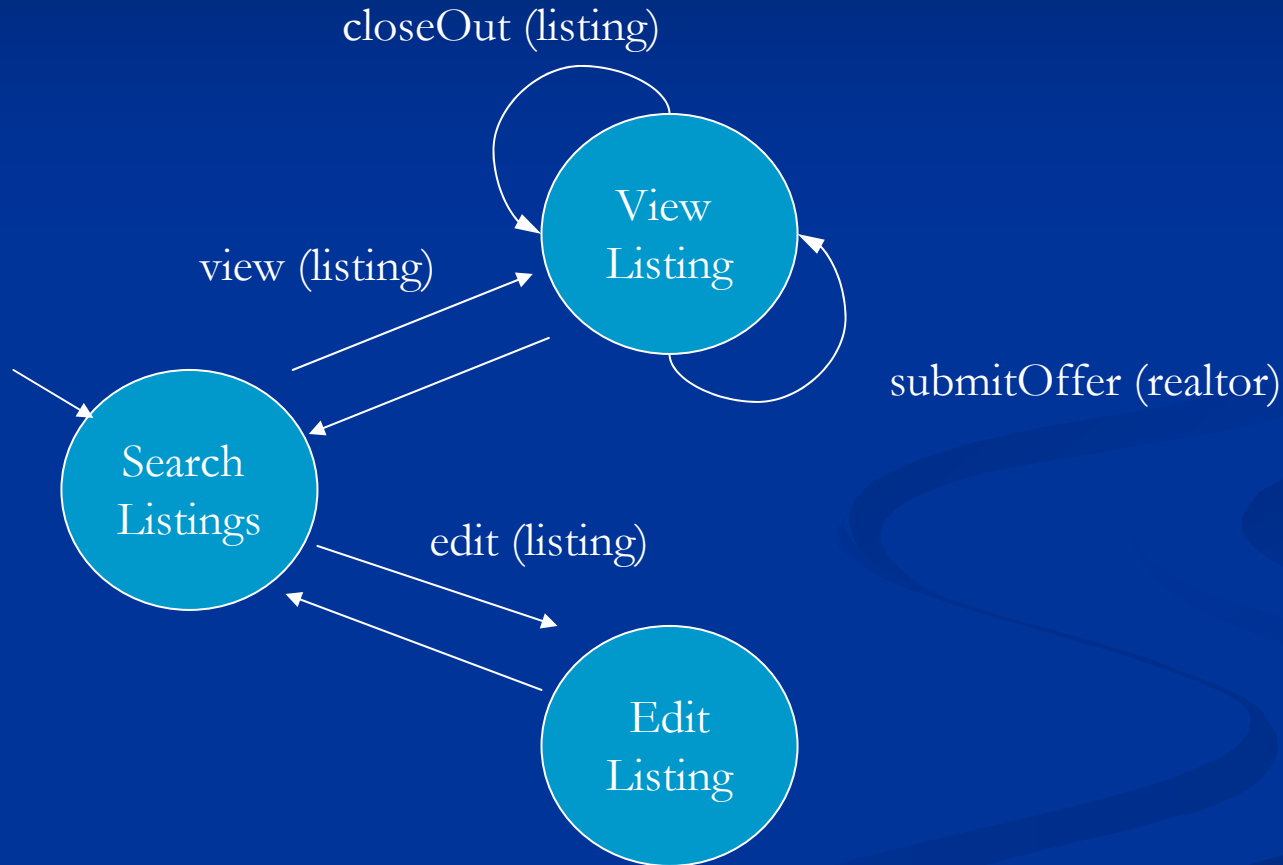 closeOut (listing)
View
Listing
view (listing)
submitOffer (realtor)
Search
Listings
edit (listing)
Edit
Listing